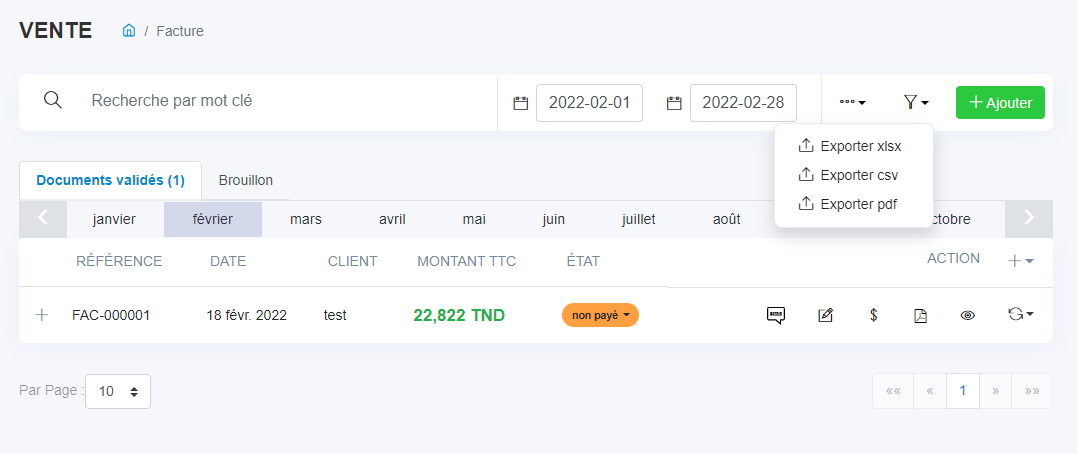 VENTE / Facture
Recherche par mot clé 2022-02-01 2022-02-28 Ajouter
Exporter xlsx
Exporter csv
Exporter pdf
Documents validés (1) Brouillon
janvier février mars avril mai juin juillet août ctobre
RÉFÉRENCE DATE CLIENT MONTANT TTC ÉTAT ACTION
FAC-000001 18 févr. 2022 test 22,822 TND non payé $
Par Page : 10 «« « 1 » »»